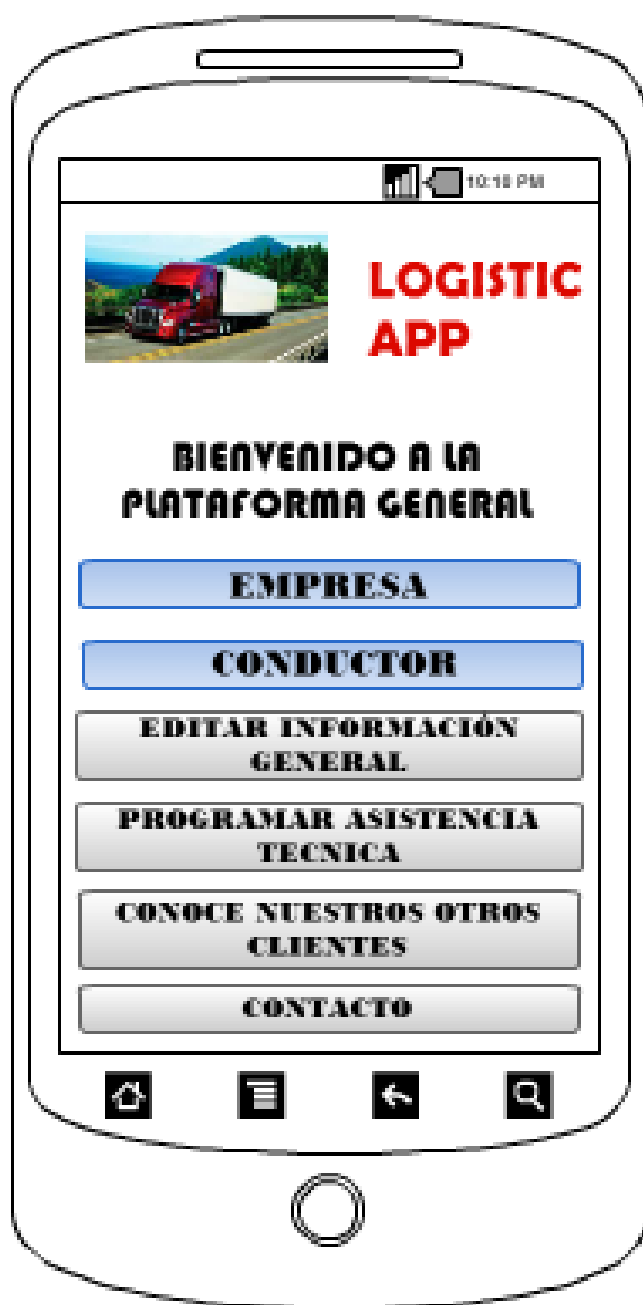 10:10 PM
LOGISTIC
APP
BIENVENIDO A LA
PLATAFORMA GENERAL
EMPRESA
CONDUCTOR
EDITAR INFORMACIÓN
GENERAL
PROGRAMAR ASISTENCIA
TECNICA
CONOCE NUESTROS OTROS
CLIENTES
CONTACTO